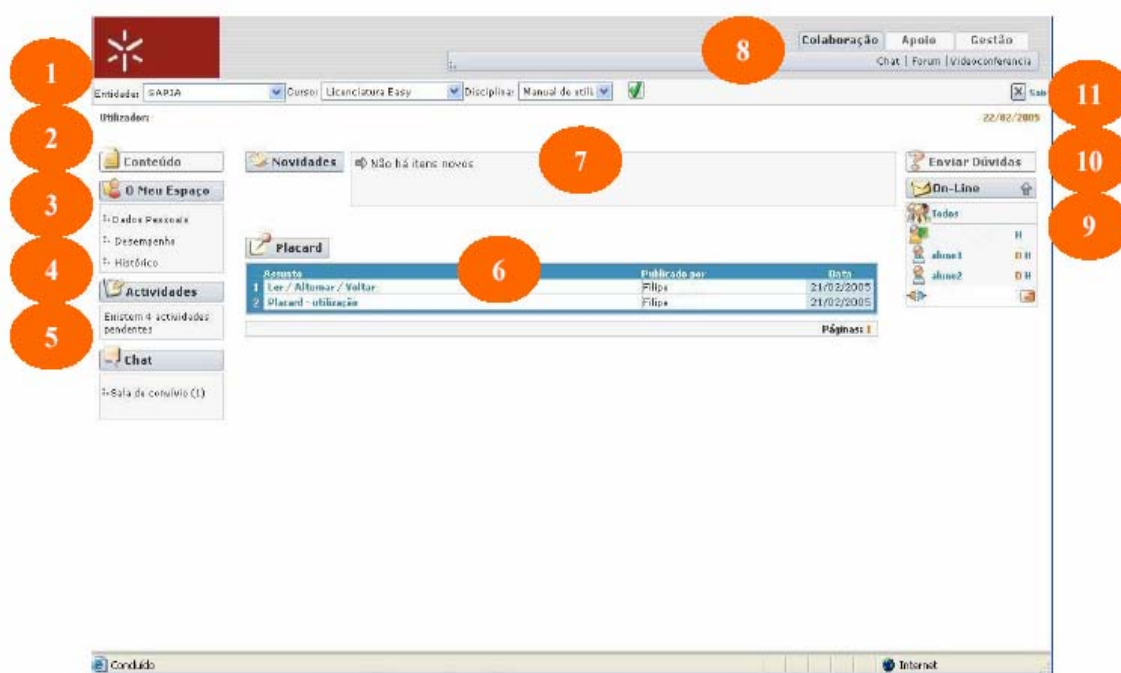 8
Colaboração Apoio Gestão
Chat | Forum | Videoconferencia
1
Entidade: SAPIA Curso: Licenciatura Easy Disciplina: Manual de utili
11
Utilizador:
22/02/2005
2
Conteúdo
Novidades
Não há itens novos
7
Enviar Dúvidas
10
3
O Meu Espaço
On-Line
9
Dados Pessoais
Todos
Desempenho
H
Histórico
Placard
aluno1 D H
4
6
Assunto Publicado por Data
aluno2 D H
1 Ler / Alternar / Voltar Filipe 21/02/2005
2 Placard - utilização Filipe 21/02/2005
Actividades
Existem 4 actividades
pendentes
Páginas: 1
5
Chat
Sala de convívio (1)
Concluído
Internet